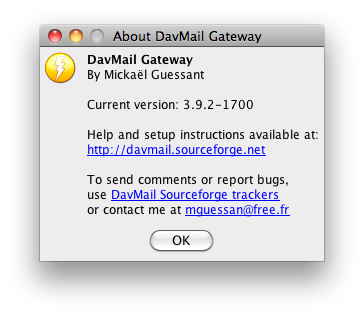 About DavMail Gateway
DavMail Gateway
By Mickaël Guessant
Current version: 3.9.2-1700
Help and setup instructions available at:
http://davmail.sourceforge.net
To send comments or report bugs,
use DavMail Sourceforge trackers
or contact me at mguessan@free.fr
OK